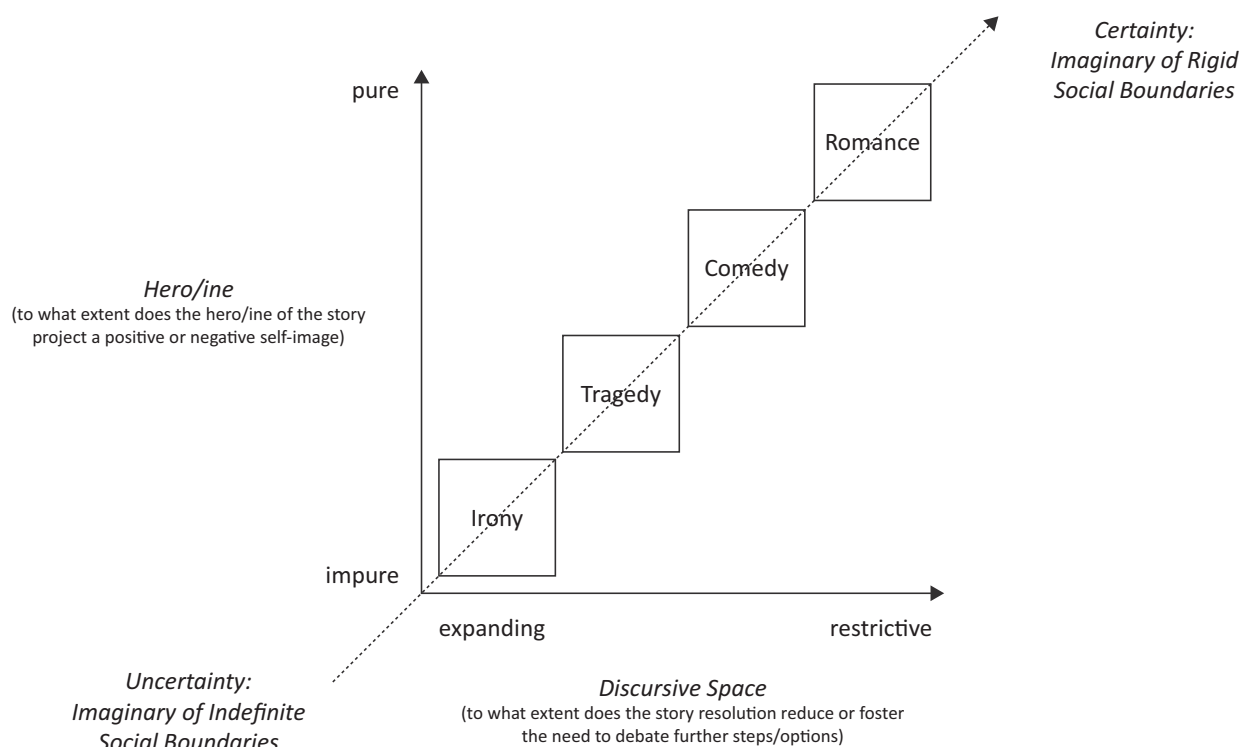 Certainty:
Imaginary of Rigid
Social Boundaries
pure
Romance
Comedy
Hero/ine
(to what extent does the hero/ine of the story
project a positive or negative self-image)
Tragedy
Irony
impure
expanding
restrictive
Uncertainty:
Imaginary of Indefinite
Social Boundaries
Discursive Space
(to what extent does the story resolution reduce or foster
the need to debate further steps/options)